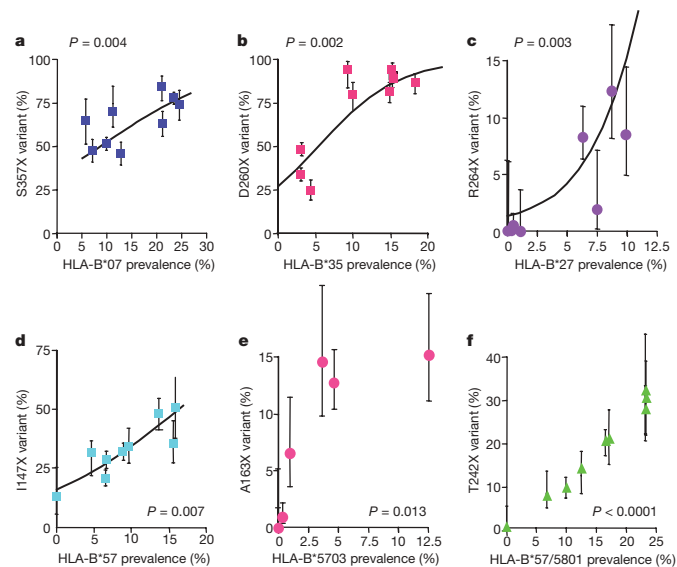 a
P = 0.004
S357X variant (%)
100
75
50
25
0
0 5 10 15 20 25 30
HLA-B*07 prevalence (%)
b
P = 0.002
D260X variant (%)
100
75
50
25
0
0 5 10 15 20
HLA-B*35 prevalence (%)
c
P = 0.003
R264X variant (%)
15
10
5
0
0 2.5 5.0 7.5 10.0 12.5
HLA-B*27 prevalence (%)
d
I147X variant (%)
75
50
25
0
P = 0.007
0 5 10 15 20
HLA-B*57 prevalence (%)
e
A163X variant (%)
15
10
5
0
P = 0.013
0 2.5 5.0 7.5 10.0 12.5
HLA-B*5703 prevalence (%)
f
T242X variant (%)
40
30
20
10
0
P < 0.0001
0 5 10 15 20 25
HLA-B*57/5801 prevalence (%)